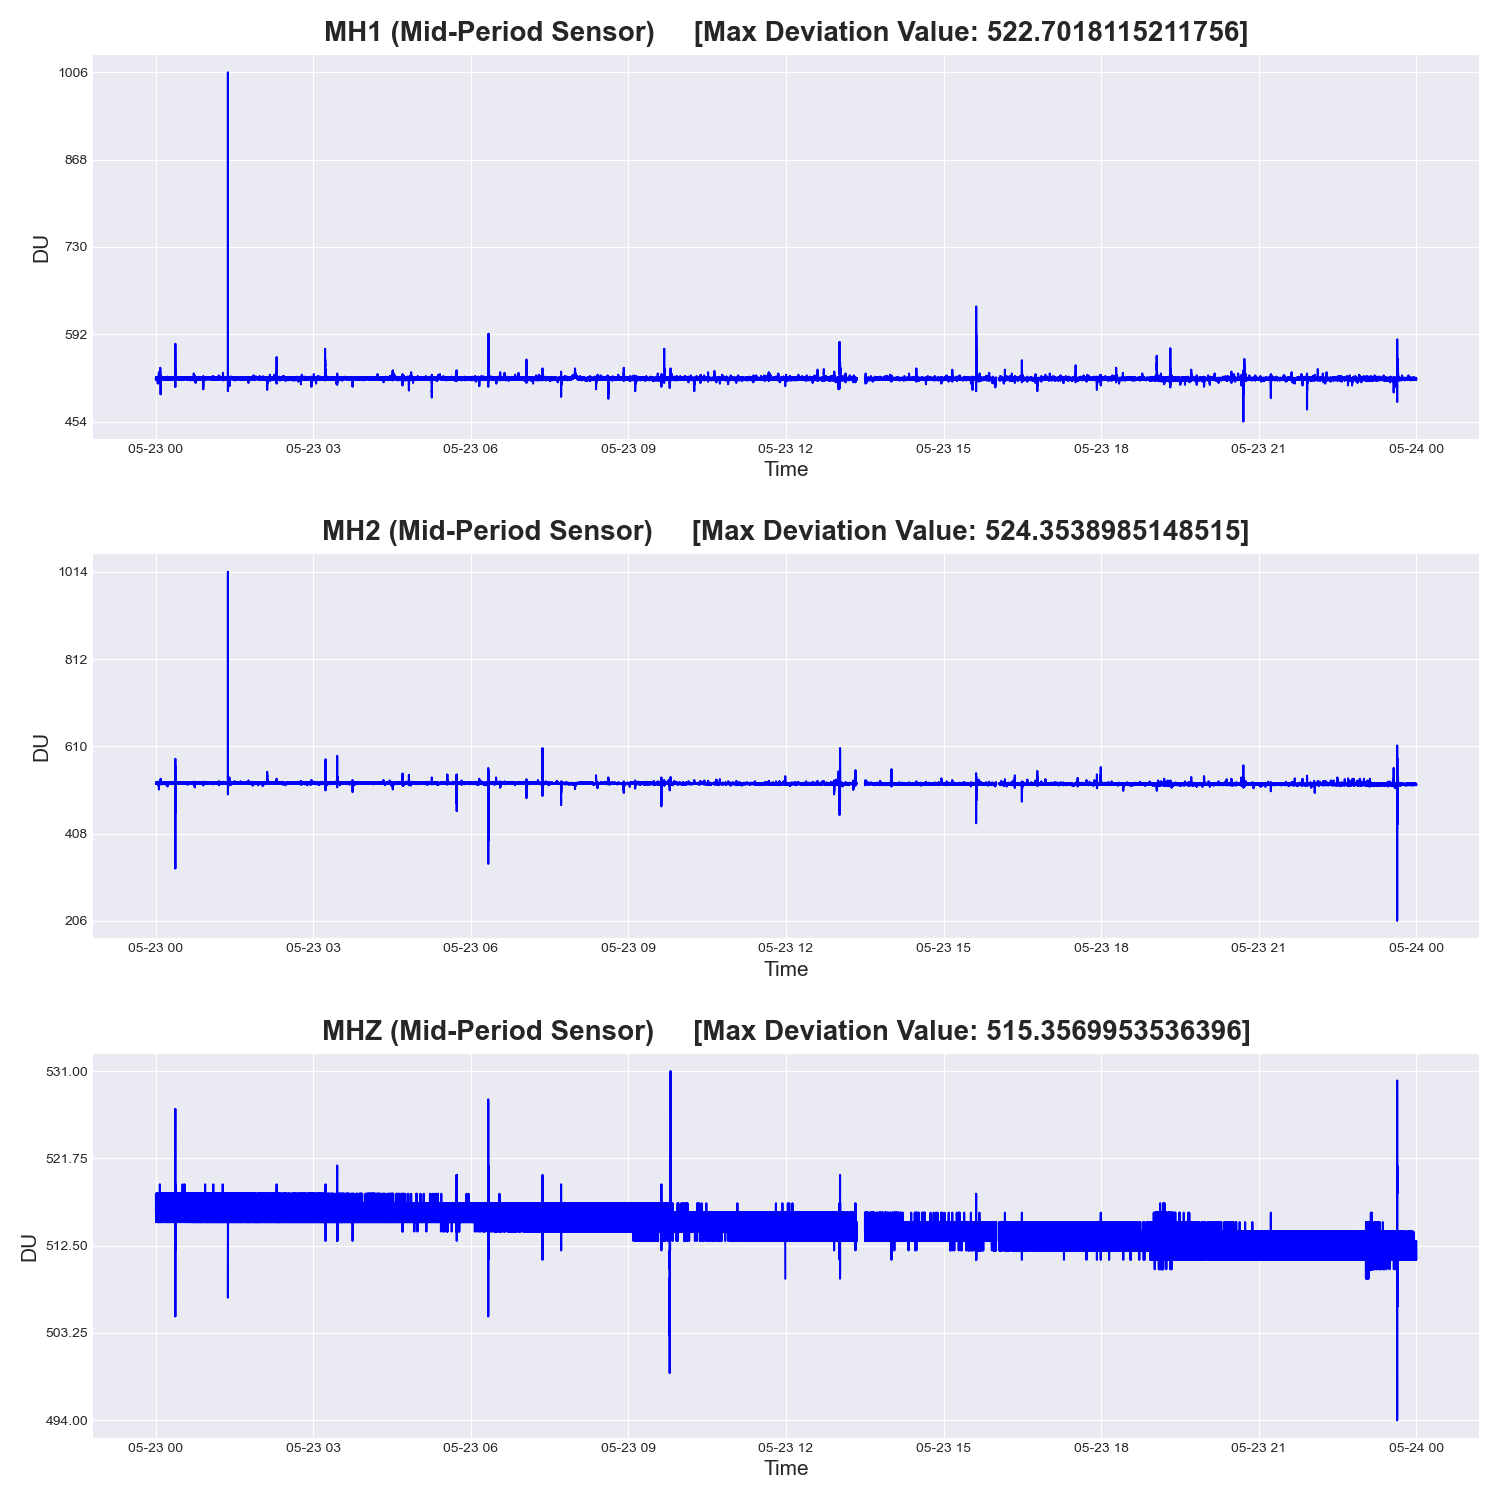 MH1 (Mid-Period Sensor) [Max Deviation Value: 522.7018115211756]
1006
868
730
592
454
DU
05-23 00 05-23 03 05-23 06 05-23 09 05-23 12 05-23 15 05-23 18 05-23 21 05-24 00
Time
MH2 (Mid-Period Sensor) [Max Deviation Value: 524.3538985148515]
1014
812
610
408
206
DU
05-23 00 05-23 03 05-23 06 05-23 09 05-23 12 05-23 15 05-23 18 05-23 21 05-24 00
Time
MHZ (Mid-Period Sensor) [Max Deviation Value: 515.3569953536396]
531.00
521.75
512.50
503.25
494.00
DU
05-23 00 05-23 03 05-23 06 05-23 09 05-23 12 05-23 15 05-23 18 05-23 21 05-24 00
Time